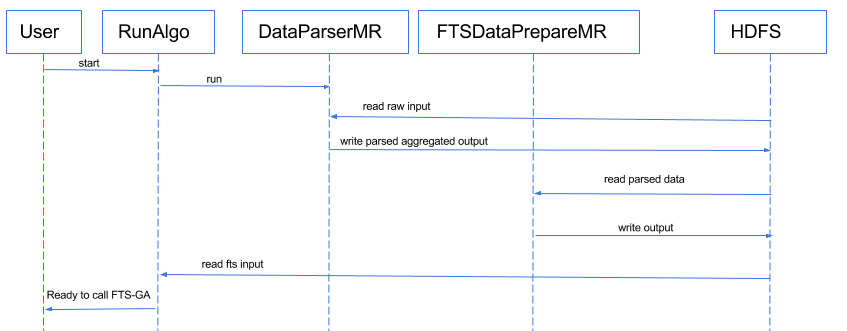 User
RunAlgo
DataParserMR
FTSDataPrepareMR
HDFS
start
run
read raw input
write parsed aggregated output
read parsed data
write output
read fts input
Ready to call FTS-GA